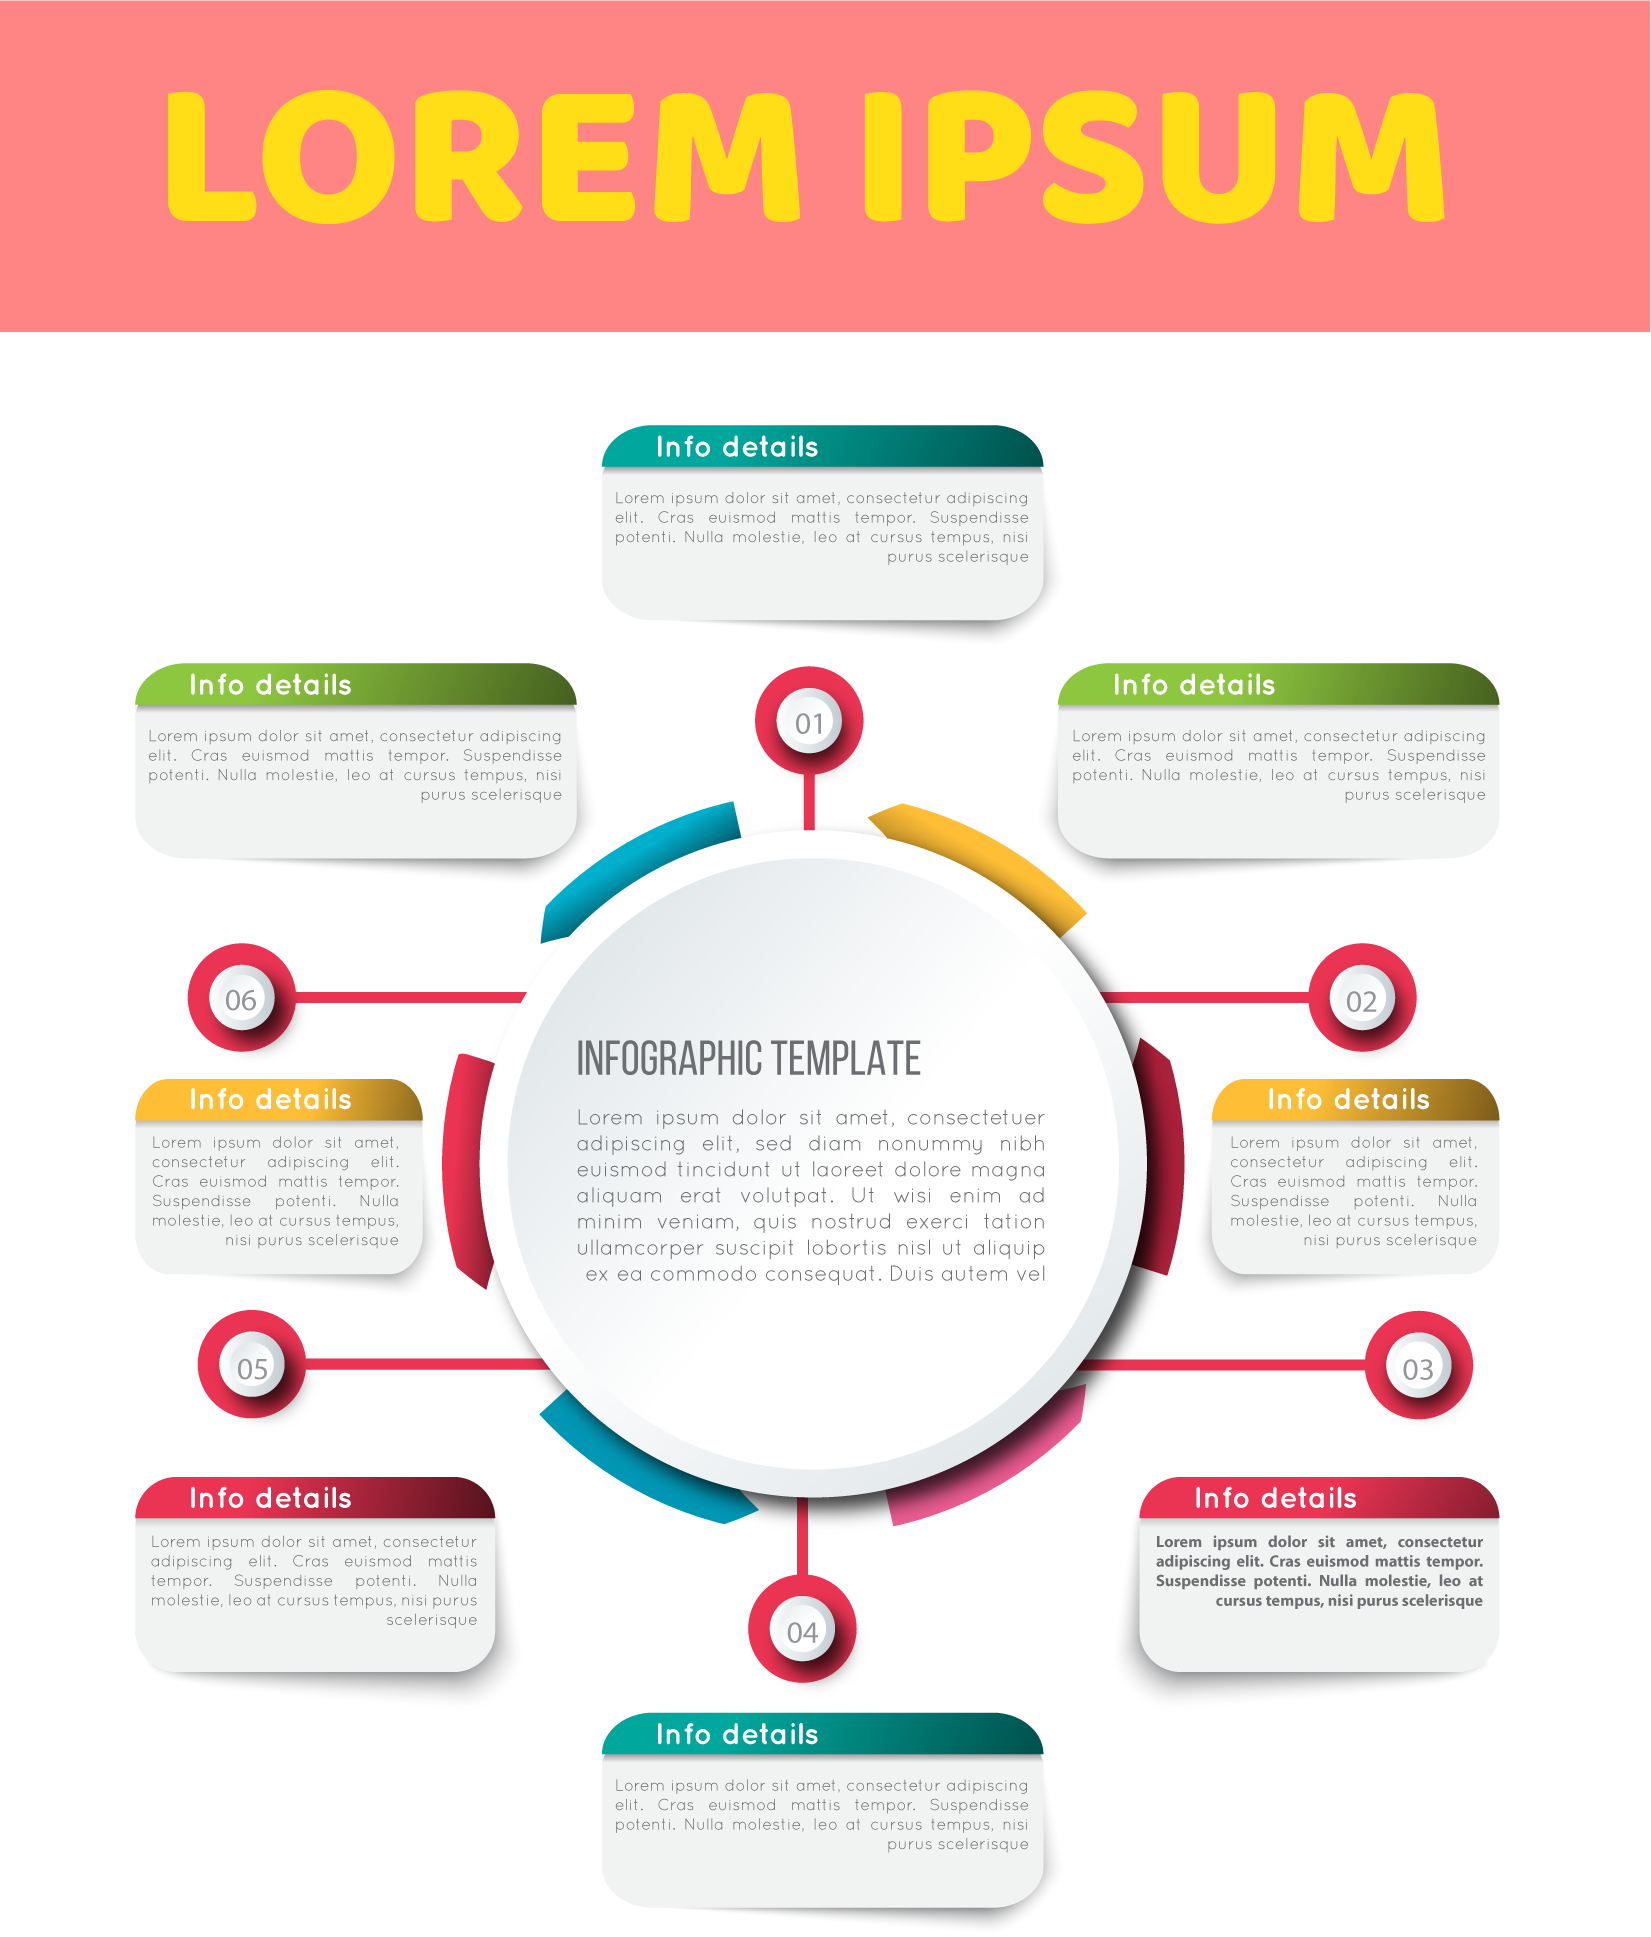 LOREM IPSUM
Info details
Lorem ipsum dolor sit amet, consectetur adipiscing
elit. Cras euismod mattis tempor. Suspendisse
potenti. Nulla molestie, leo at cursus tempus, nisi
purus scelerisque
Info details
Lorem ipsum dolor sit amet, consectetur adipiscing
elit. Cras euismod mattis tempor. Suspendisse
potenti. Nulla molestie, leo at cursus tempus, nisi
purus scelerisque
01
Info details
Lorem ipsum dolor sit amet, consectetur adipiscing
elit. Cras euismod mattis tempor. Suspendisse
potenti. Nulla molestie, leo at cursus tempus, nisi
purus scelerisque
06
02
Info details
Lorem ipsum dolor sit amet,
consectetur adipiscing elit.
Cras euismod mattis tempor.
Suspendisse potenti. Nulla
molestie, leo at cursus tempus,
nisi purus scelerisque
INFOGRAPHIC TEMPLATE
Lorem ipsum dolor sit amet, consectetuer
adipiscing elit, sed diam nonummy nibh
euismod tincidunt ut laoreet dolore magna
aliquam erat volutpat. Ut wisi enim ad
minim veniam, quis nostrud exerci tation
ullamcorper suscipit lobortis nisl ut aliquip
ex ea commodo consequat. Duis autem vel
Info details
Lorem ipsum dolor sit amet,
consectetur adipiscing elit.
Cras euismod mattis tempor.
Suspendisse potenti. Nulla
molestie, leo at cursus tempus,
nisi purus scelerisque
05
03
Info details
Lorem ipsum dolor sit amet, consectetur
adipiscing elit. Cras euismod mattis
tempor. Suspendisse potenti. Nulla
molestie, leo at cursus tempus, nisi purus
scelerisque
04
Info details
Lorem ipsum dolor sit amet, consectetur
adipiscing elit. Cras euismod mattis tempor.
Suspendisse potenti. Nulla molestie, leo at
cursus tempus, nisi purus scelerisque
Info details
Lorem ipsum dolor sit amet, consectetur adipiscing
elit. Cras euismod mattis tempor. Suspendisse
potenti. Nulla molestie, leo at cursus tempus, nisi
purus scelerisque